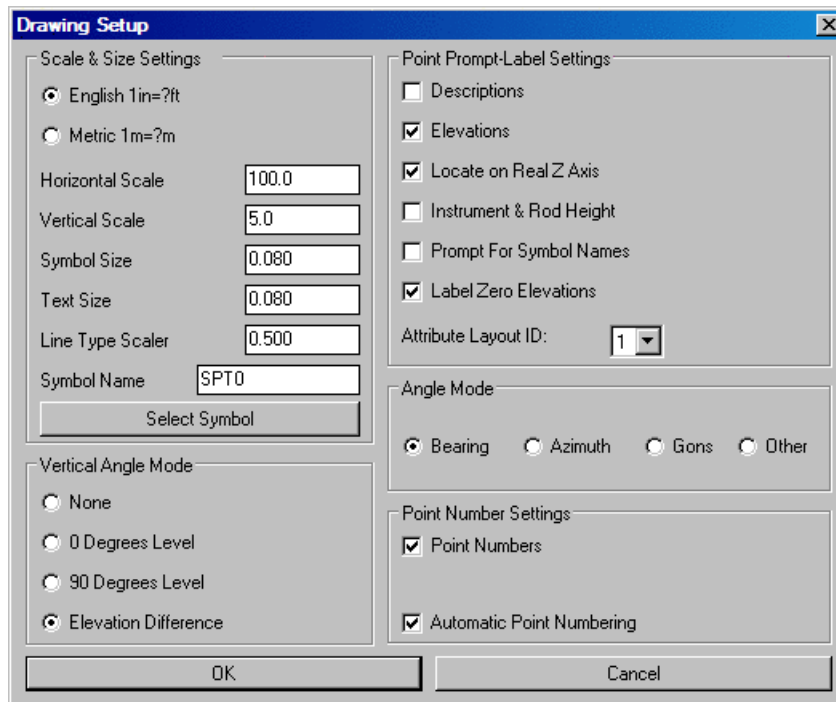 Drawing Setup
Scale & Size Settings
English 1in=?ft
Metric 1m=?m
Horizontal Scale 100.0
Vertical Scale 5.0
Symbol Size 0.080
Text Size 0.080
Line Type Scaler 0.500
Symbol Name SPT0
Select Symbol
Vertical Angle Mode
None
0 Degrees Level
90 Degrees Level
Elevation Difference
Point Prompt-Label Settings
Descriptions
Elevations
Locate on Real Z Axis
Instrument & Rod Height
Prompt For Symbol Names
Label Zero Elevations
Attribute Layout ID: 1
Angle Mode
Bearing Azimuth Gons Other
Point Number Settings
Point Numbers
Automatic Point Numbering
OK Cancel